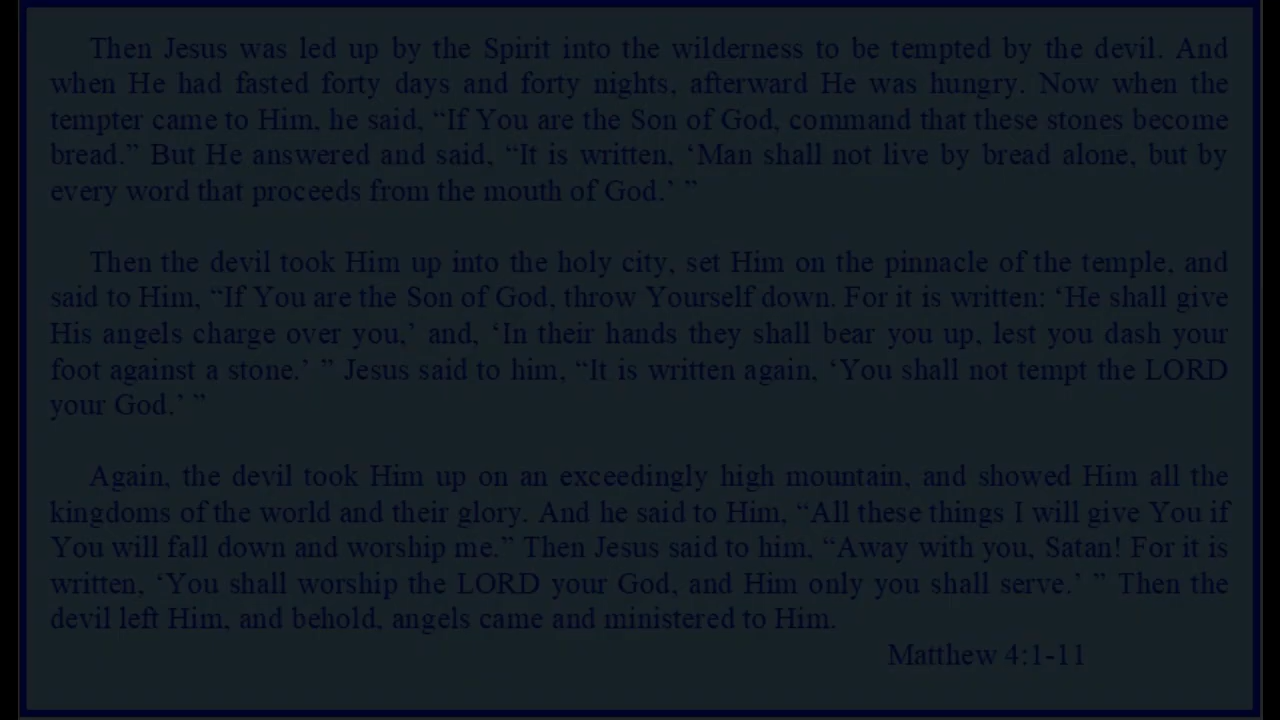 Then Jesus was led up by the Spirit into the wilderness to be tempted by the devil. And
when He had fasted forty days and forty nights, afterward He was hungry. Now when the
tempter came to Him, he said, “If You are the Son of God, command that these stones become
bread.” But He answered and said, “It is written, ‘Man shall not live by bread alone, but by
every word that proceeds from the mouth of God.’ ”
Then the devil took Him up into the holy city, set Him on the pinnacle of the temple, and
said to Him, “If You are the Son of God, throw Yourself down. For it is written: ‘He shall give
His angels charge over you,’ and, ‘In their hands they shall bear you up, lest you dash your
foot against a stone.’ ” Jesus said to him, “It is written again, ‘You shall not tempt the LORD
your God.’ ”
Again, the devil took Him up on an exceedingly high mountain, and showed Him all the
kingdoms of the world and their glory. And he said to Him, “All these things I will give You if
You will fall down and worship me.” Then Jesus said to him, “Away with you, Satan! For it is
written, ‘You shall worship the LORD your God, and Him only you shall serve.’ ” Then the
devil left Him, and behold, angels came and ministered to Him.
Matthew 4:1-11